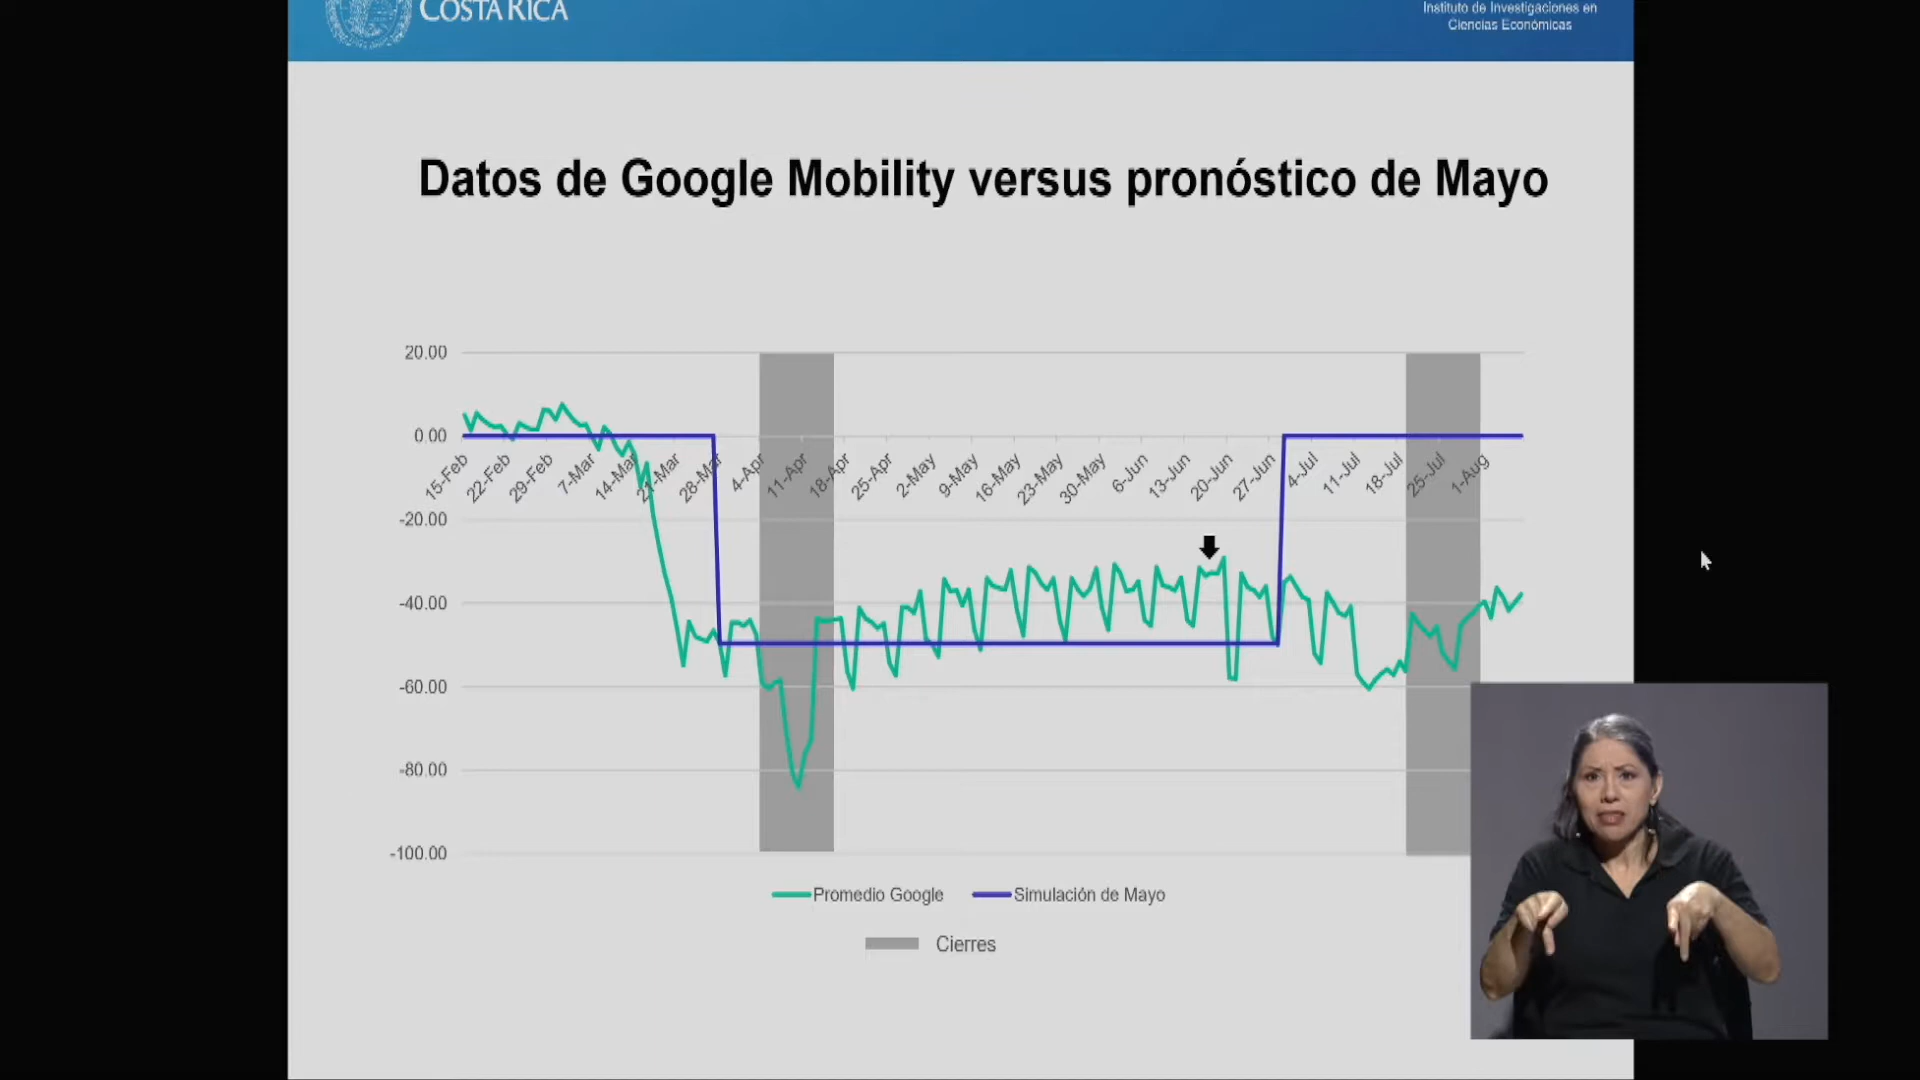 COSTA RICA
Instituto de Investigaciones en
Ciencias Económicas
Datos de Google Mobility versus pronóstico de Mayo
20.00
0.00
-20.00
-40.00
-60.00
-80.00
-100.00
15-Feb
22-Feb
29-Feb
7-Mar
14-Mar
21-Mar
28-Mar
4-Apr
11-Apr
18-Apr
25-Apr
2-May
9-May
16-May
23-May
30-May
6-Jun
13-Jun
20-Jun
27-Jun
4-Jul
11-Jul
18-Jul
25-Jul
1-Aug
Promedio Google
Simulación de Mayo
Cierres